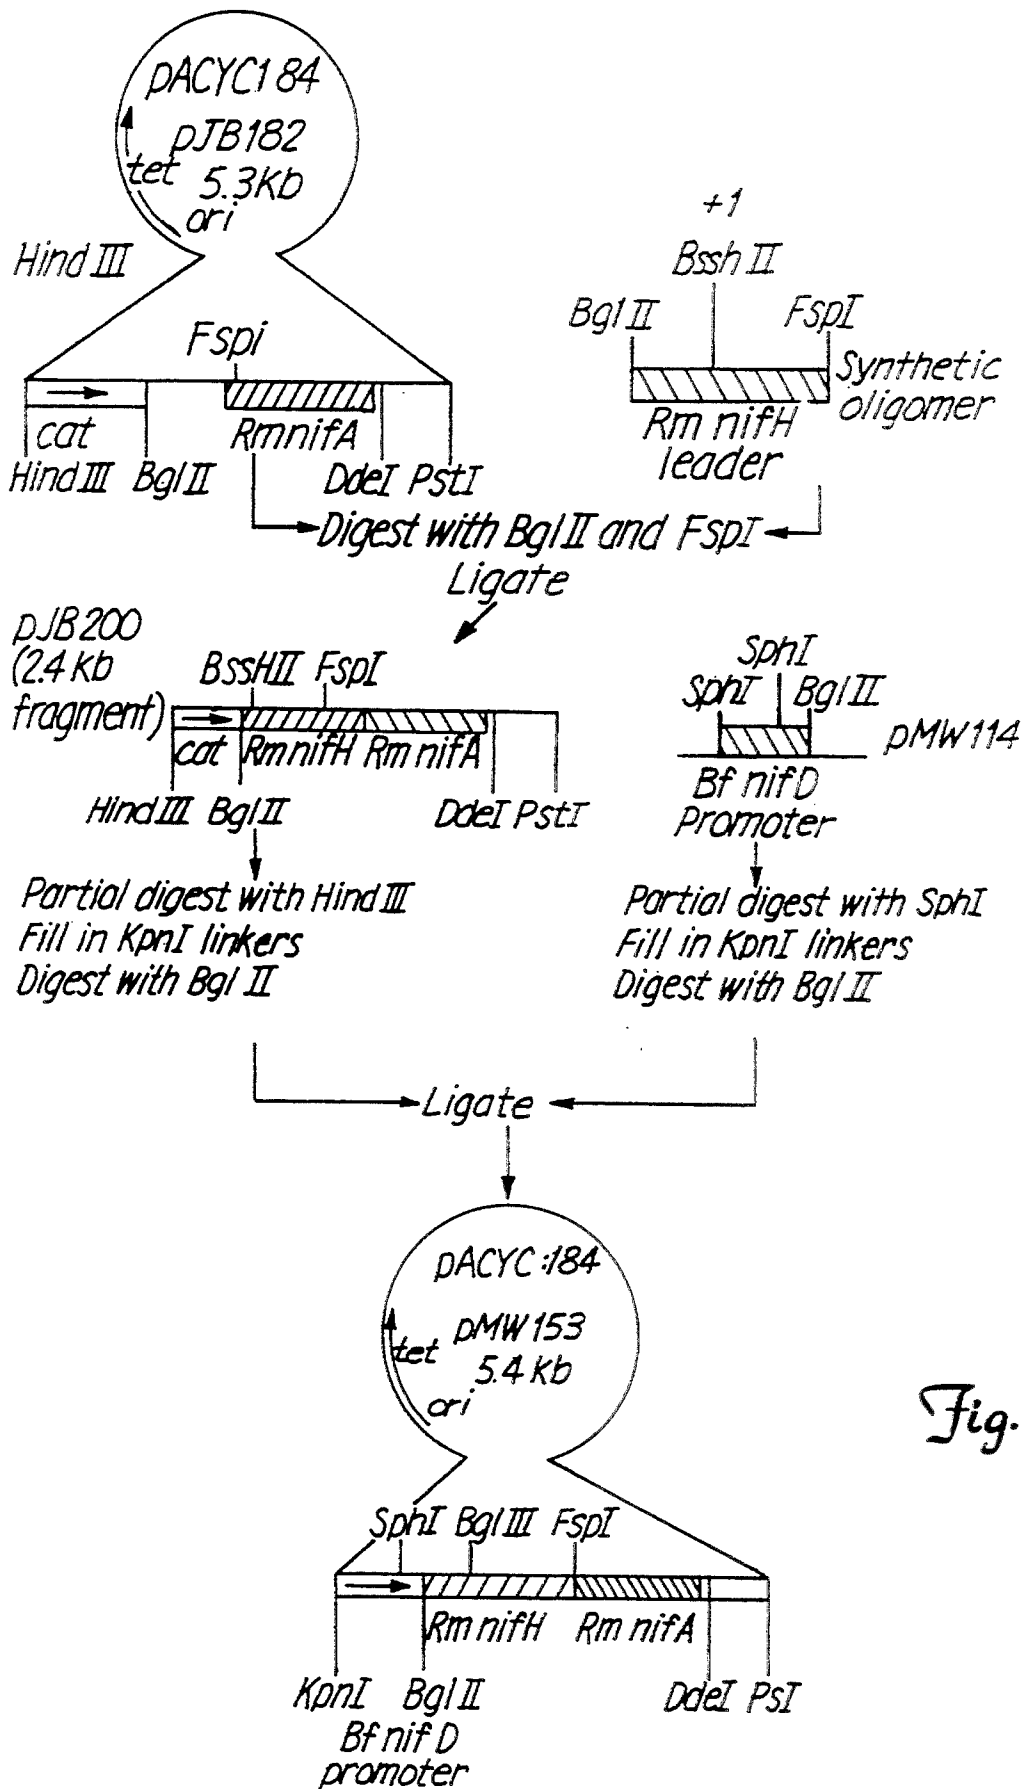 pACYC184
pJB182
tet 5.3Kb
ori
Hind III
Fspi
cat
RmnifA
Hind III Bgl II
DdeI PstI
+1
Bssh II
Bgl II
FspI
Synthetic
oligomer
Rm nifH
leader
Digest with Bgl II and FspI
Ligate
pJB200
(2.4 Kb
fragment)
BssHII FspI
cat Rm nifH Rm nifA
Hind III Bgl II
DdeI PstI
SphI
SphI Bgl II
pMW114
Bf nifD
Promoter
Partial digest with Hind III
Fill in KpnI linkers
Digest with Bgl II
Partial digest with SphI
Fill in KpnI linkers
Digest with Bgl II
Ligate
pACYC:184
pMW153
tet 5.4 Kb
ori
Fig.
SphI Bgl III FspI
Rm nifH Rm nifA
KpnI Bgl II
DdeI PsI
Bf nif D
promoter